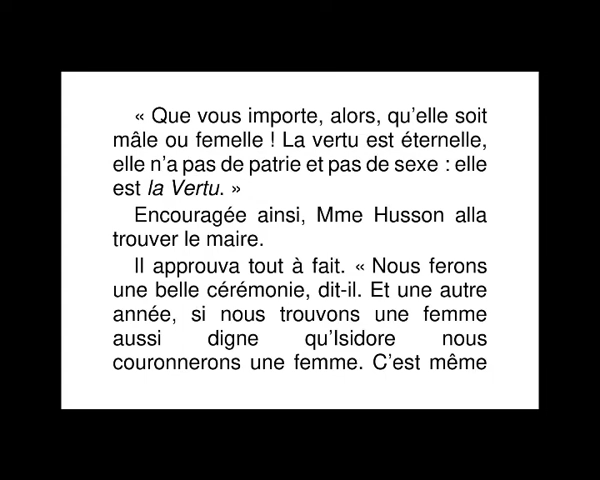 « Que vous importe, alors, qu’elle soit
mâle ou femelle ! La vertu est éternelle,
elle n’a pas de patrie et pas de sexe : elle
est la Vertu. »
Encouragée ainsi, Mme Husson alla
trouver le maire.
Il approuva tout à fait. « Nous ferons
une belle cérémonie, dit-il. Et une autre
année, si nous trouvons une femme
aussi digne qu’Isidore nous
couronnerons une femme. C’est même